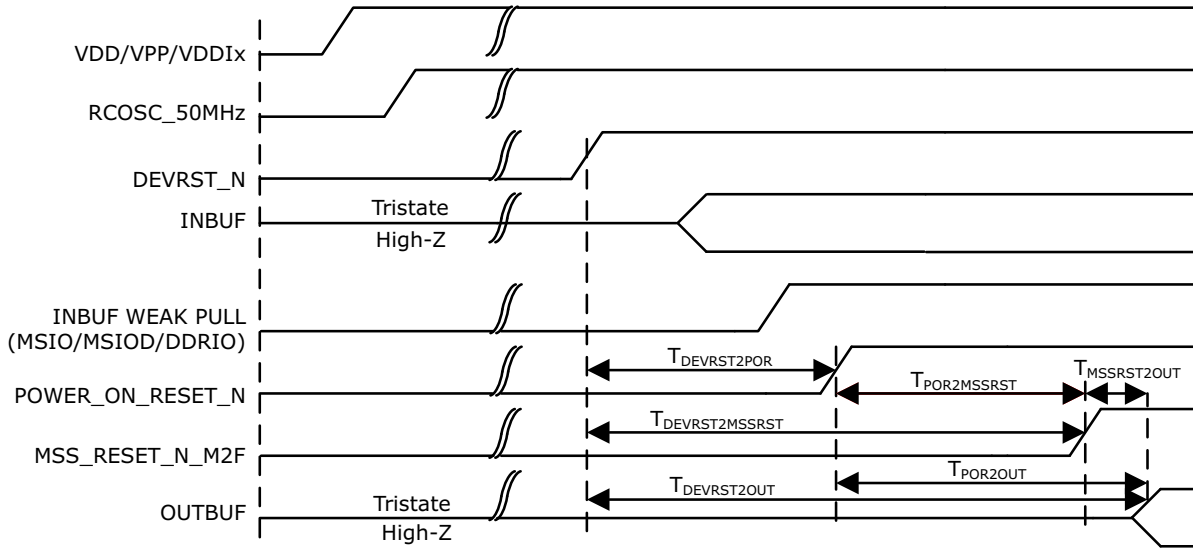 VDD/VPP/VDDIx
RCOSC_50MHz
DEVRST_N
INBUF
Tristate
High-Z
INBUF WEAK PULL
(MSIO/MSIOD/DDRIO)
TDEVRST2POR
TMSSRST2OUT
POWER_ON_RESET_N
TPOR2MSSRST
TDEVRST2MSSRST
MSS_RESET_N_M2F
TPOR2OUT
TDEVRST2OUT
OUTBUF
Tristate
High-Z